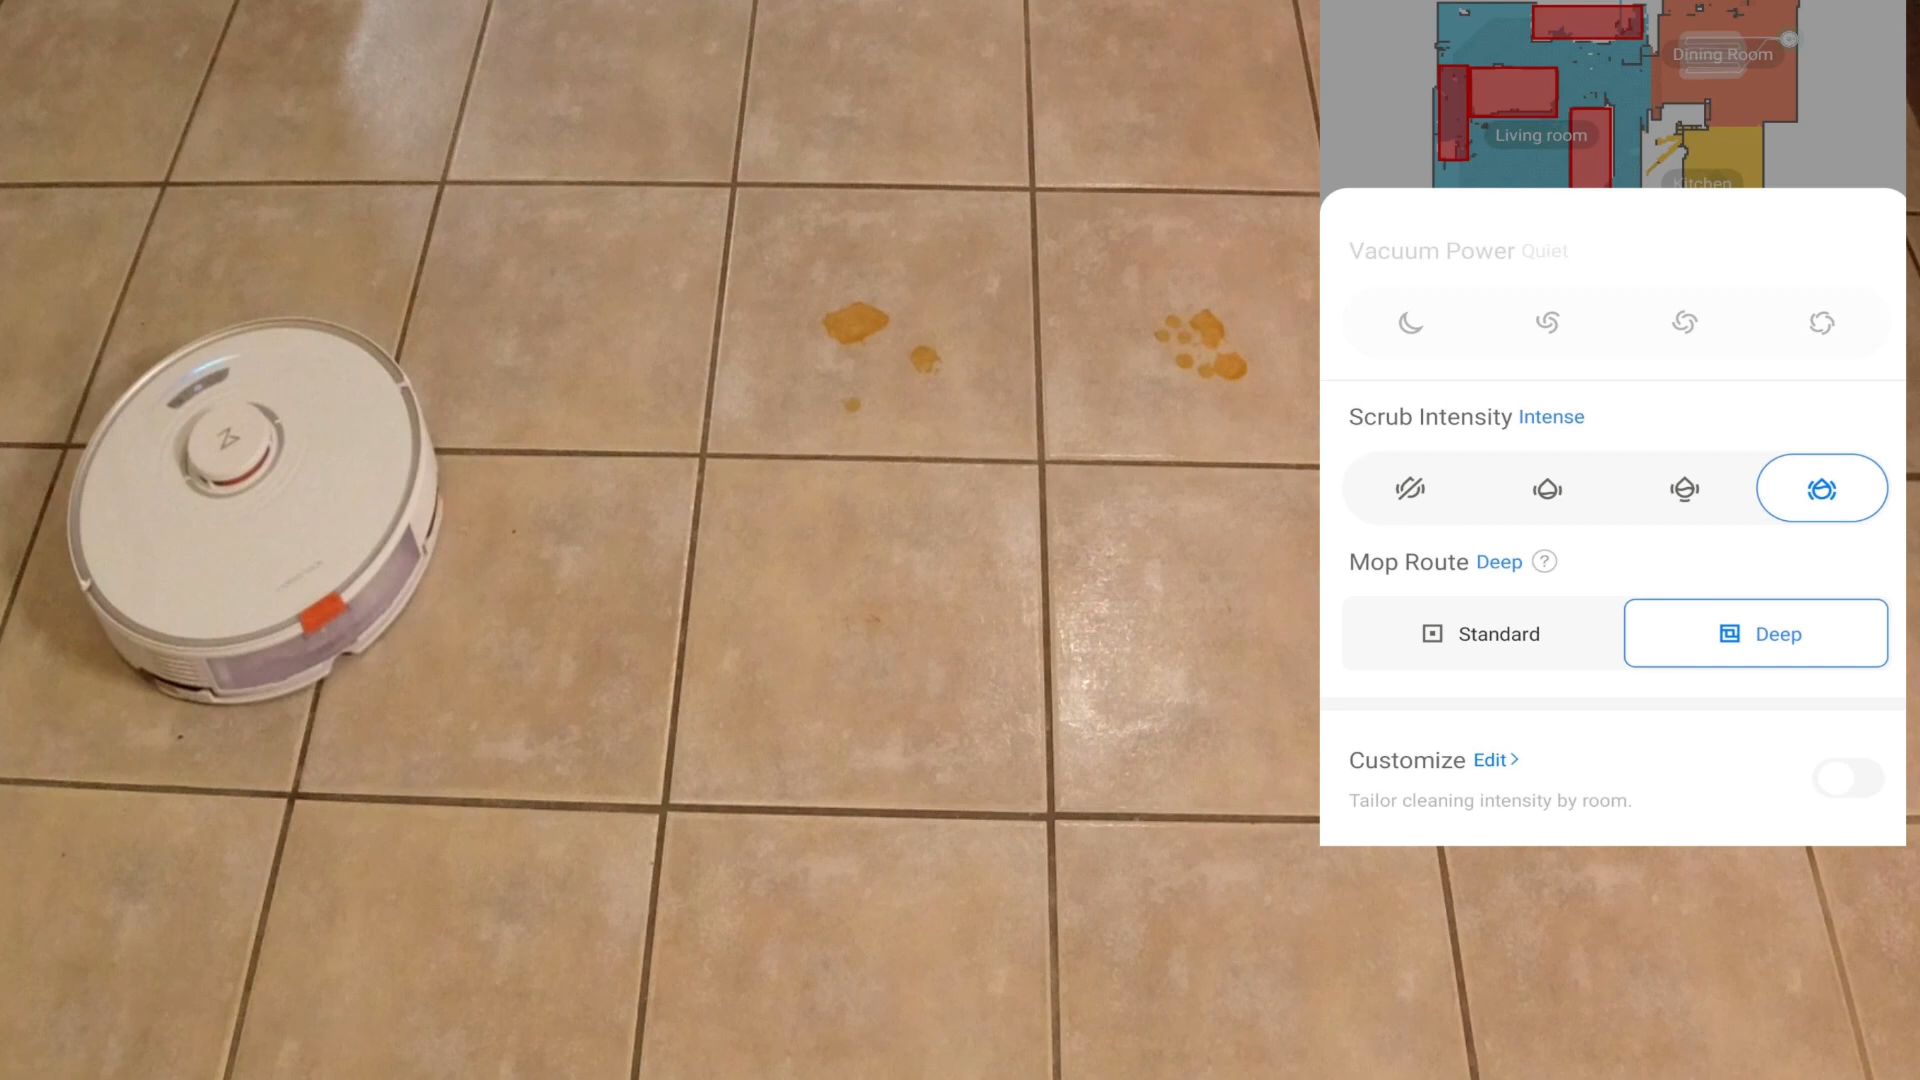 Dining Room
Living room
Kitchen
Vacuum Power Quiet
Scrub Intensity Intense
Mop Route Deep ?
Standard
Deep
Customize Edit >
Tailor cleaning intensity by room.